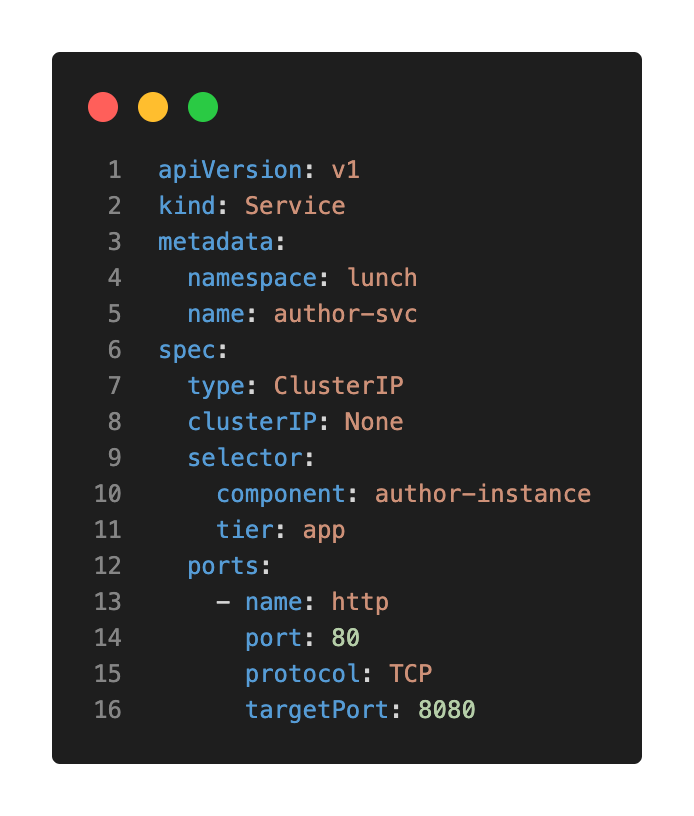 1 apiVersion: v1
2 kind: Service
3 metadata:
4   namespace: lunch
5   name: author-svc
6 spec:
7   type: ClusterIP
8   clusterIP: None
9   selector:
10     component: author-instance
11     tier: app
12   ports:
13     - name: http
14       port: 80
15       protocol: TCP
16       targetPort: 8080